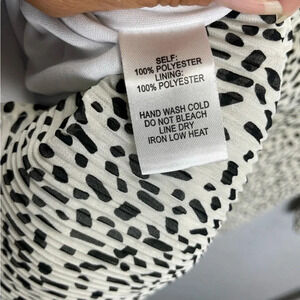 SELF:
100% POLYESTER
LINING:
100% POLYESTER
HAND WASH COLD
DO NOT BLEACH
LINE DRY
IRON LOW HEAT